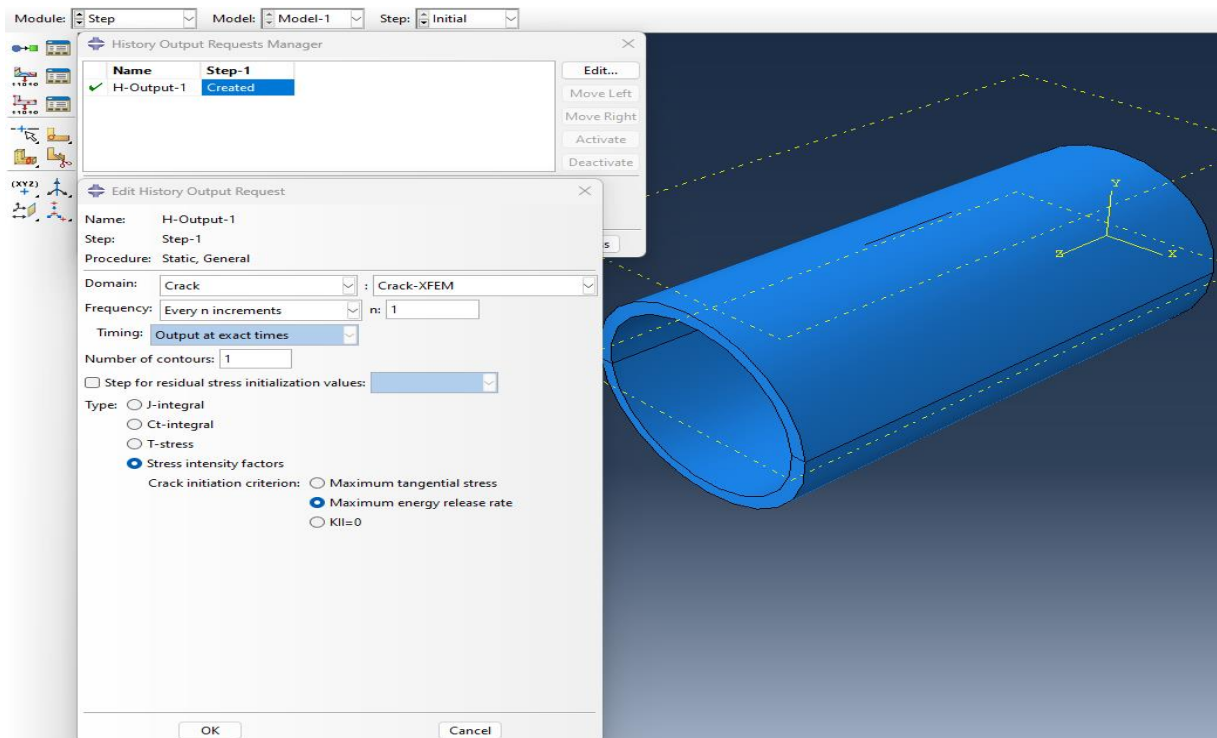 Module: Step Model: Model-1 Step: Initial
History Output Requests Manager
Name Step-1
H-Output-1 Created
Edit...
Move Left
Move Right
Activate
Deactivate
(XYZ)
Edit History Output Request
Name: H-Output-1
Step: Step-1
Procedure: Static, General
Domain: Crack : Crack-XFEM
Frequency: Every n increments n: 1
Timing: Output at exact times
Number of contours: 1
Step for residual stress initialization values:
Type: J-integral
Ct-integral
T-stress
Stress intensity factors
Crack initiation criterion: Maximum tangential stress
Maximum energy release rate
KII=0
OK Cancel
s
Y
Z X